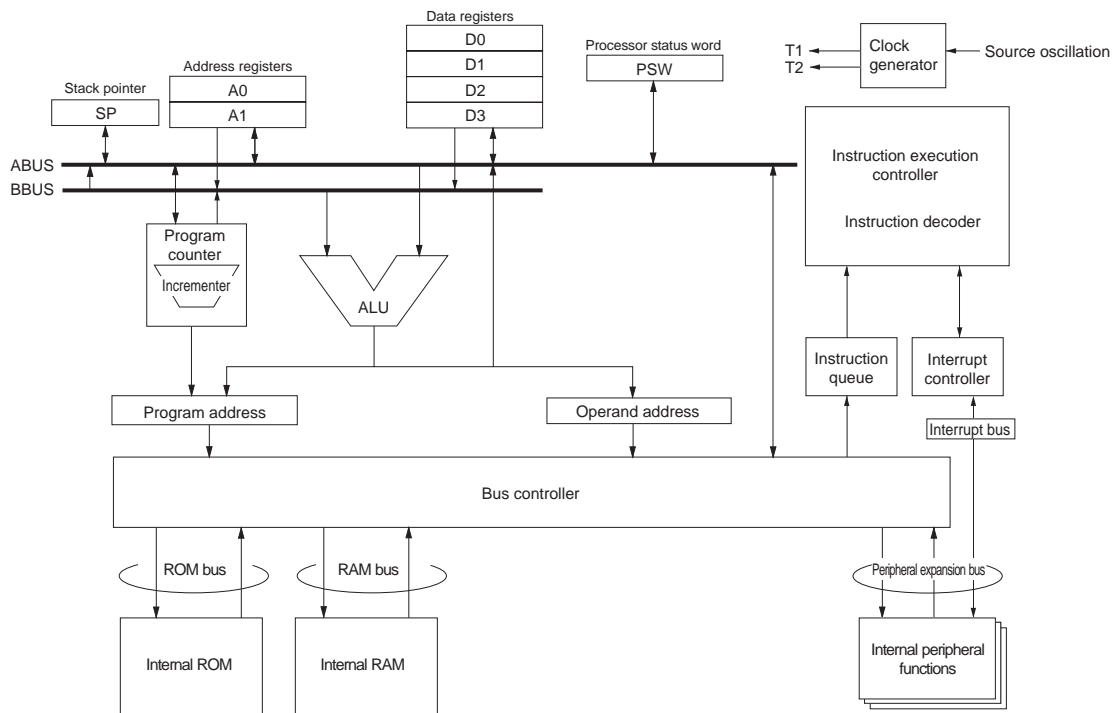 Data registers
D0
D1
D2
D3
Processor status word
PSW
T1
T2
Clock
generator
Source oscillation
Address registers
A0
A1
Stack pointer
SP
ABUS
BBUS
Instruction execution
controller
Instruction decoder
Program
counter
Incrementer
ALU
Instruction
queue
Interrupt
controller
Program address
Operand address
Interrupt bus
Bus controller
ROM bus
RAM bus
Peripheral expansion bus
Internal ROM
Internal RAM
Internal peripheral
functions